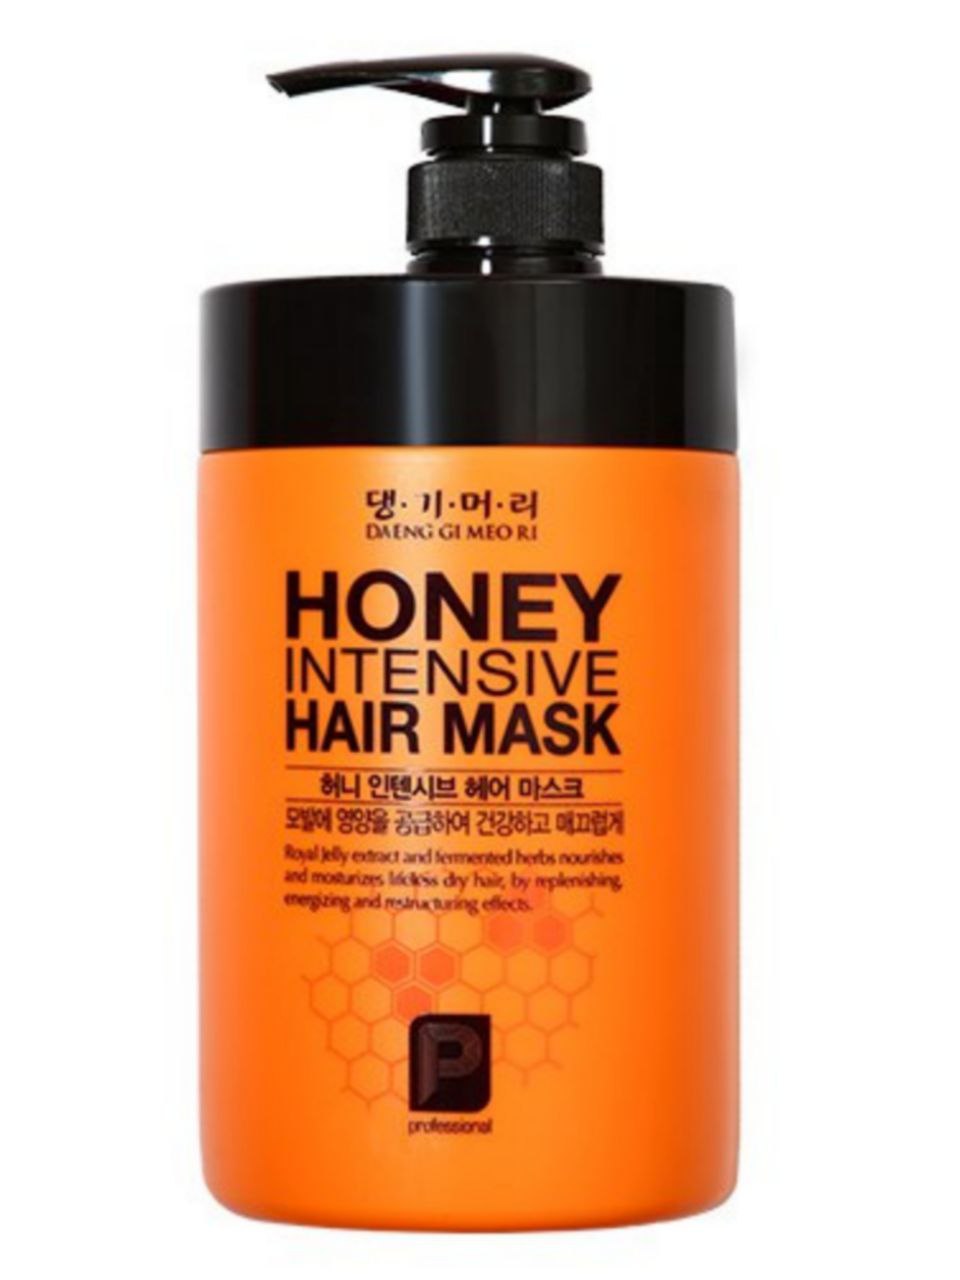 댕·기·머·리
DAENG GI MEO RI
HONEY
INTENSIVE
HAIR MASK
허니 인텐시브 헤어 마스크
모발에 영양을 공급하여 건강하고 매끄럽게
Royal Jelly extract and fermented herbs nourishes
and moisturizes lifeless dry hair, by replenishing,
energizing and restructuring effects.
P
professional